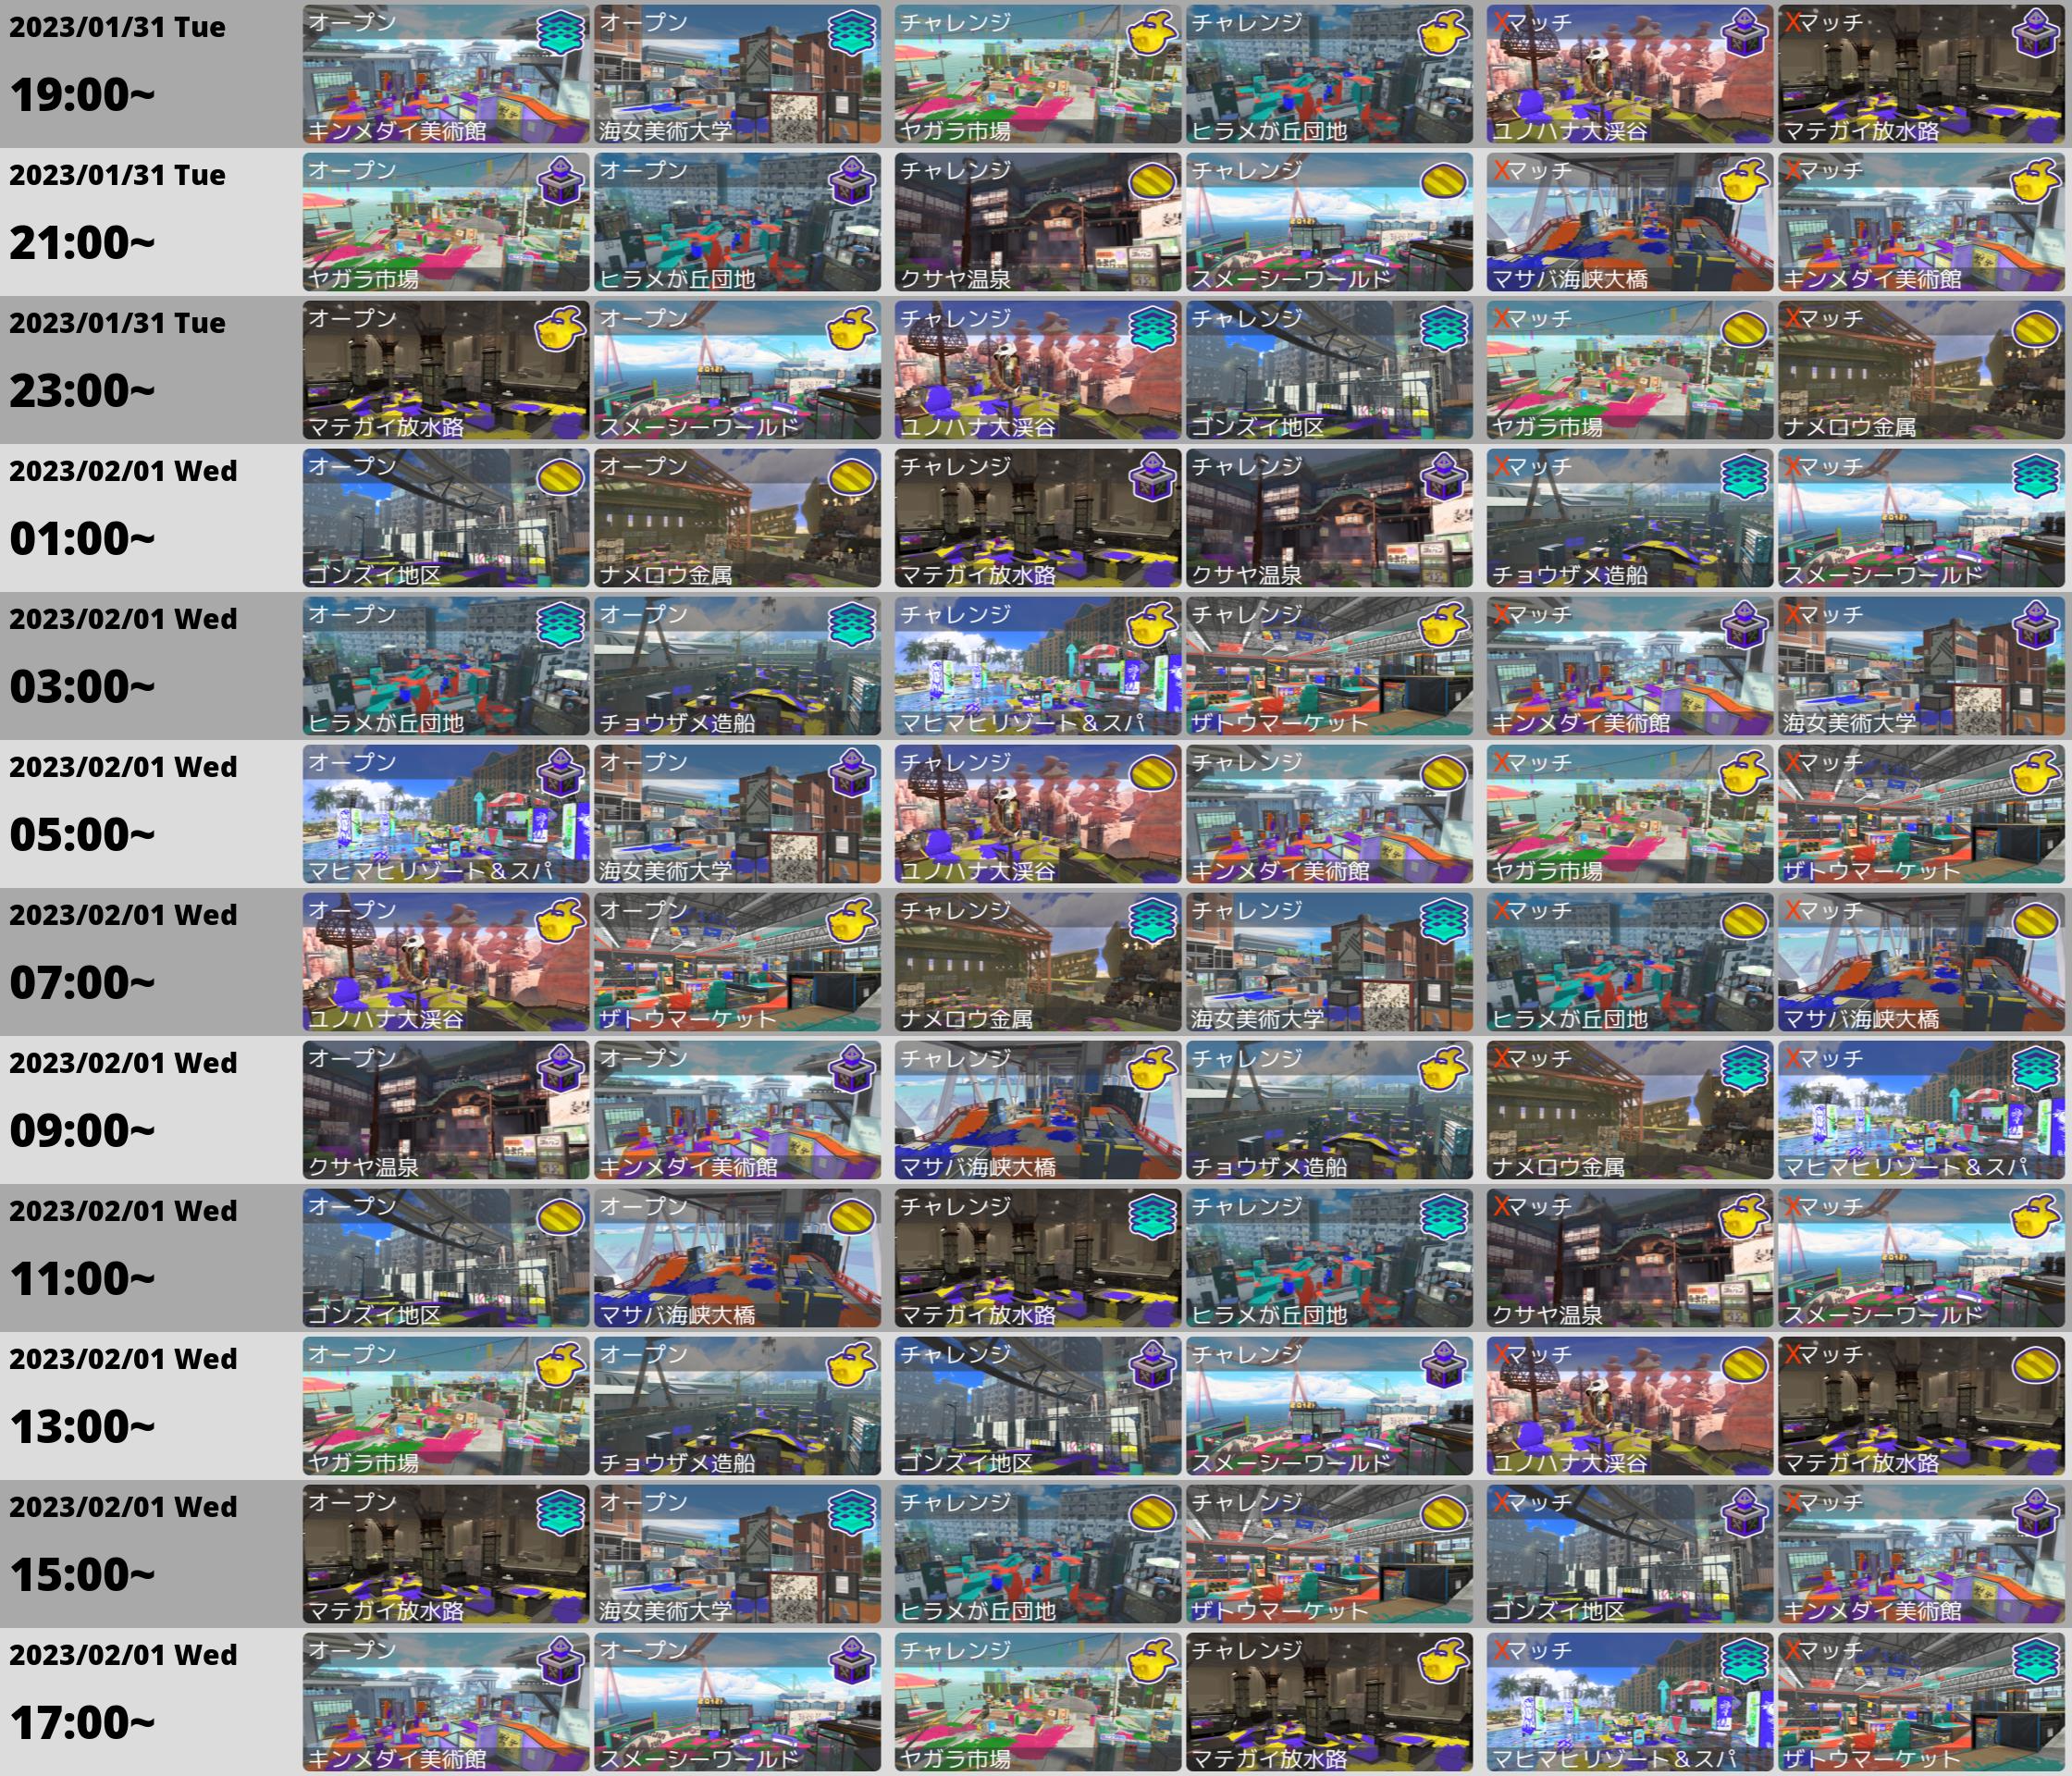 2023/01/31 Tue
19:00~
オープン オープン チャレンジ チャレンジ Xマッチ Xマッチ
キンメダイ美術館 海女美術大学 ヤガラ市場 ヒラメが丘団地 ユノハナ大渓谷 マテガイ放水路
2023/01/31 Tue
21:00~
オープン オープン チャレンジ チャレンジ Xマッチ Xマッチ
ヤガラ市場 ヒラメが丘団地 クサヤ温泉 スメーシーワールド マサバ海峡大橋 キンメダイ美術館
2023/01/31 Tue
23:00~
オープン オープン チャレンジ チャレンジ Xマッチ Xマッチ
マテガイ放水路 スメーシーワールド ユノハナ大渓谷 ゴンズイ地区 ヤガラ市場 ナメロウ金属
2023/02/01 Wed
01:00~
オープン オープン チャレンジ チャレンジ Xマッチ Xマッチ
ゴンズイ地区 ナメロウ金属 マテガイ放水路 クサヤ温泉 チョウザメ造船 スメーシーワールド
2023/02/01 Wed
03:00~
オープン オープン チャレンジ チャレンジ Xマッチ Xマッチ
ヒラメが丘団地 チョウザメ造船 マヒマヒリゾート&スパ ザトウマーケット キンメダイ美術館 海女美術大学
2023/02/01 Wed
05:00~
オープン オープン チャレンジ チャレンジ Xマッチ Xマッチ
マヒマヒリゾート&スパ 海女美術大学 ユノハナ大渓谷 キンメダイ美術館 ヤガラ市場 ザトウマーケット
2023/02/01 Wed
07:00~
オープン オープン チャレンジ チャレンジ Xマッチ Xマッチ
ユノハナ大渓谷 ザトウマーケット ナメロウ金属 海女美術大学 ヒラメが丘団地 マサバ海峡大橋
2023/02/01 Wed
09:00~
オープン オープン チャレンジ チャレンジ Xマッチ Xマッチ
クサヤ温泉 キンメダイ美術館 マサバ海峡大橋 チョウザメ造船 ナメロウ金属 マヒマヒリゾート&スパ
2023/02/01 Wed
11:00~
オープン オープン チャレンジ チャレンジ Xマッチ Xマッチ
ゴンズイ地区 マサバ海峡大橋 マテガイ放水路 ヒラメが丘団地 クサヤ温泉 スメーシーワールド
2023/02/01 Wed
13:00~
オープン オープン チャレンジ チャレンジ Xマッチ Xマッチ
ヤガラ市場 チョウザメ造船 ゴンズイ地区 スメーシーワールド ユノハナ大渓谷 マテガイ放水路
2023/02/01 Wed
15:00~
オープン オープン チャレンジ チャレンジ Xマッチ Xマッチ
マテガイ放水路 海女美術大学 ヒラメが丘団地 ザトウマーケット ゴンズイ地区 キンメダイ美術館
2023/02/01 Wed
17:00~
オープン オープン チャレンジ チャレンジ Xマッチ Xマッチ
キンメダイ美術館 スメーシーワールド ヤガラ市場 マテガイ放水路 マヒマヒリゾート&スパ ザトウマーケット